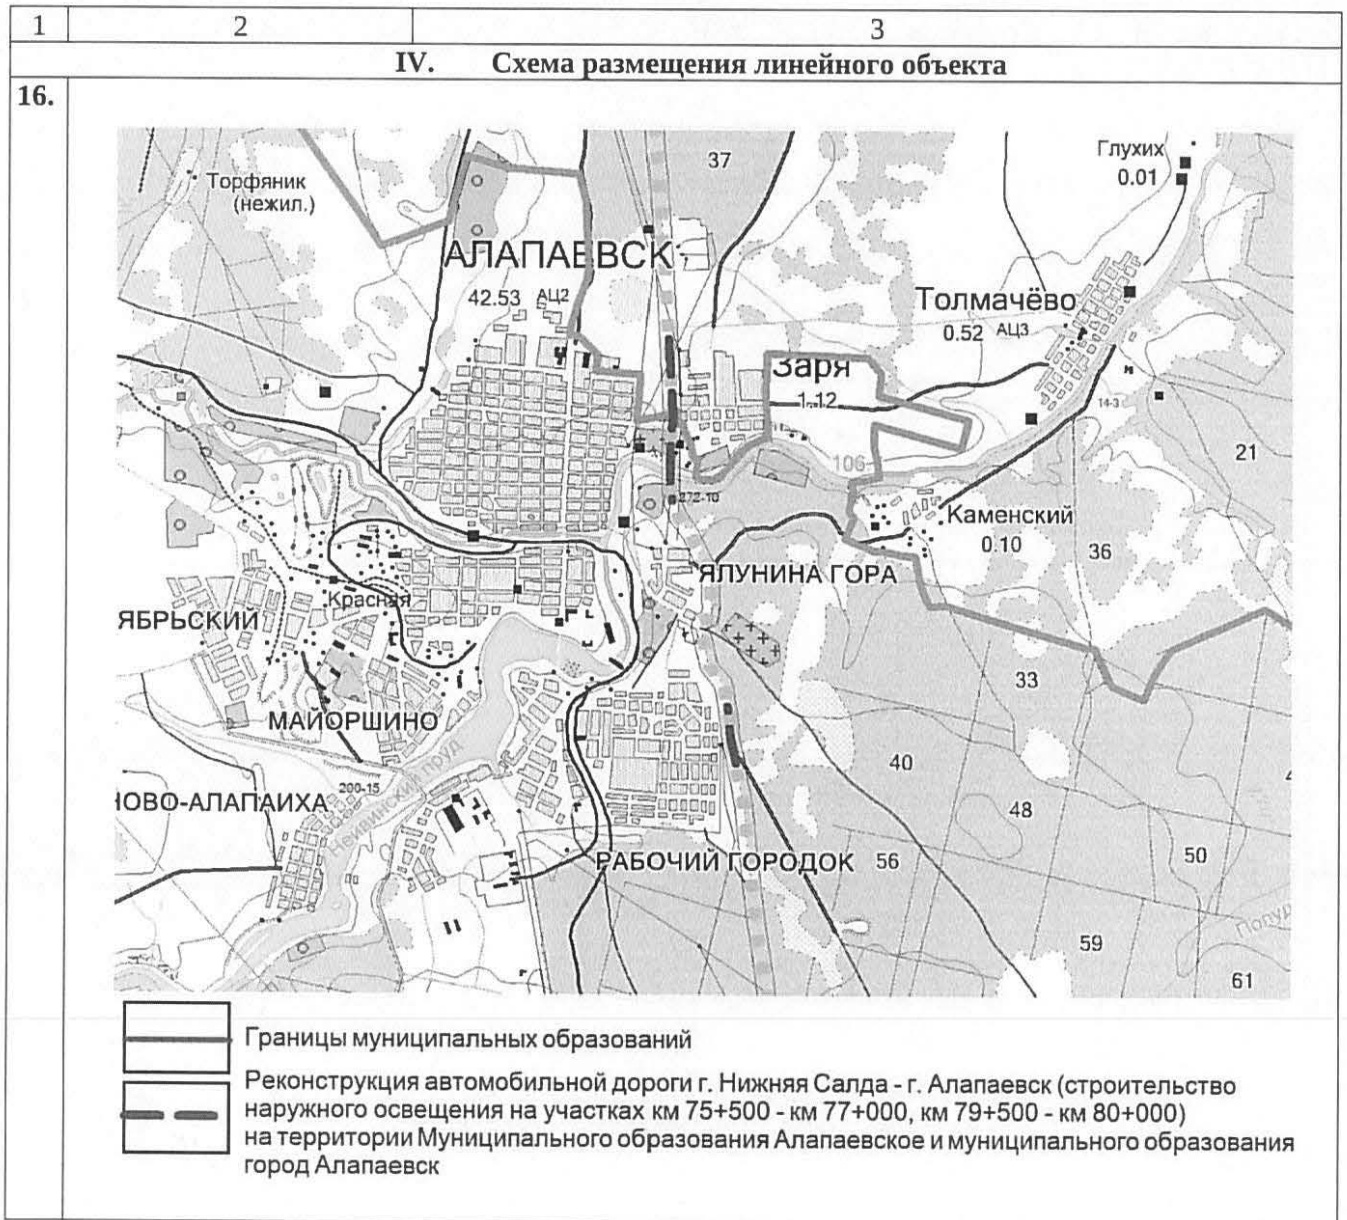 1 2 3
IV. Схема размещения линейного объекта
16.
37
Глухих
0.01
Торфяник
(нежил.)
АЛАПАЕВСК
42.53 АЦ2
Толмачёво
0.52 АЦ3
Заря
1.12
14-3
21
106
272-10
Каменский
0.10
36
ЯЛУНИНА ГОРА
Красная
ЯБРЬСКИЙ
33
МАЙОРШИНО
40
200-15
НОВО-АЛАПАИХА
Нейшинский пруд
48
РАБОЧИЙ ГОРОДОК
56
50
59
61
Границы муниципальных образований
Реконструкция автомобильной дороги г. Нижняя Салда - г. Алапаевск (строительство
наружного освещения на участках км 75+500 - км 77+000, км 79+500 - км 80+000)
на территории Муниципального образования Алапаевское и муниципального образования
город Алапаевск